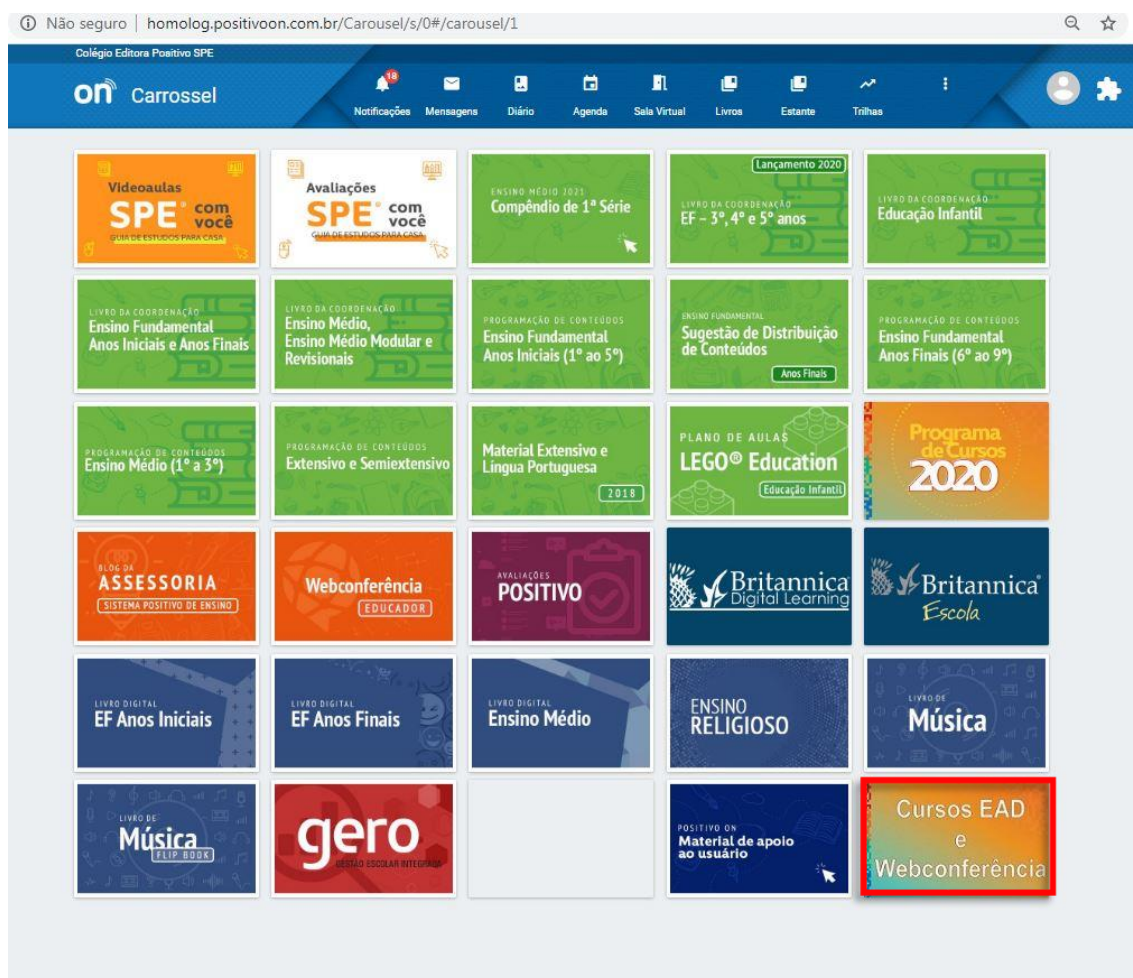 Não seguro | homolog.positivoon.com.br/Carousel/s/0#/carousel/1
Colégio Editora Positivo SPE
on Carrossel
18
Notificações Mensagens Diário Agenda Sala Virtual Livros Estante Trilhas
Videoaulas
SPE com você
GUIA DE ESTUDOS PARA CASA
Avaliações
SPE com você
GUIA DE ESTUDOS PARA CASA
ENSINO MÉDIO 2021
Compêndio de 1ª Série
Lançamento 2020
LIVRO DA COORDENAÇÃO
EF – 3º, 4º e 5º anos
LIVRO DA COORDENAÇÃO
Educação Infantil
LIVRO DA COORDENAÇÃO
Ensino Fundamental
Anos Iniciais e Anos Finais
LIVRO DA COORDENAÇÃO
Ensino Médio,
Ensino Médio Modular e
Revisionais
PROGRAMAÇÃO DE CONTEÚDOS
Ensino Fundamental
Anos Iniciais (1º ao 5º)
ENSINO FUNDAMENTAL
Sugestão de Distribuição
de Conteúdos
Anos Finais
PROGRAMAÇÃO DE CONTEÚDOS
Ensino Fundamental
Anos Finais (6º ao 9º)
PROGRAMAÇÃO DE CONTEÚDOS
Ensino Médio (1º a 3º)
PROGRAMAÇÃO DE CONTEÚDOS
Extensivo e Semiextensivo
Material Extensivo e
Língua Portuguesa
2018
PLANO DE AULAS
LEGO® Education
Educação Infantil
Programa
de Cursos
2020
BLOG DA
ASSESSORIA
SISTEMA POSITIVO DE ENSINO
Webconferência
EDUCADOR
AVALIAÇÕES
POSITIVO
Britannica
Digital Learning
Britannica®
Escola
LIVRO DIGITAL
EF Anos Iniciais
LIVRO DIGITAL
EF Anos Finais
LIVRO DIGITAL
Ensino Médio
ENSINO
RELIGIOSO
LIVRO DE
Música
LIVRO DE
Música
FLIP BOOK
gero
GESTÃO ESCOLAR INTEGRADA
POSITIVO ON
Material de apoio
ao usuário
Cursos EAD
e
Webconferência